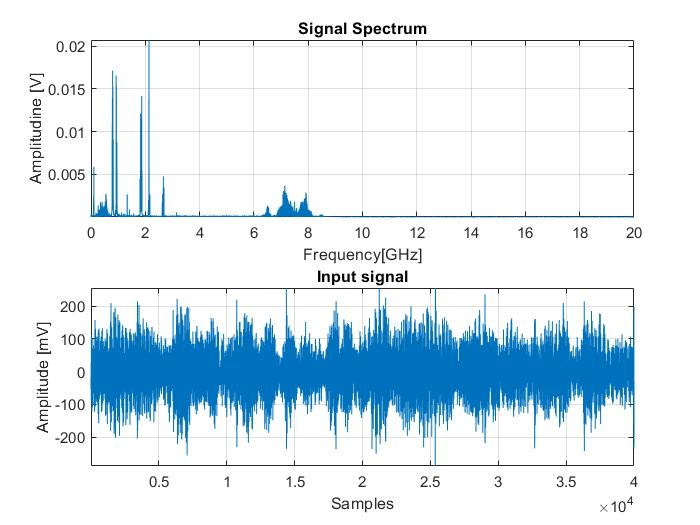 Signal Spectrum
0.02
0.015
0.01
0.005
Amplitudine [V]
0 2 4 6 8 10 12 14 16 18 20
Frequency[GHz]
Input signal
200
100
0
-100
-200
Amplitude [mV]
0.5 1 1.5 2 2.5 3 3.5 4
Samples
×10⁴